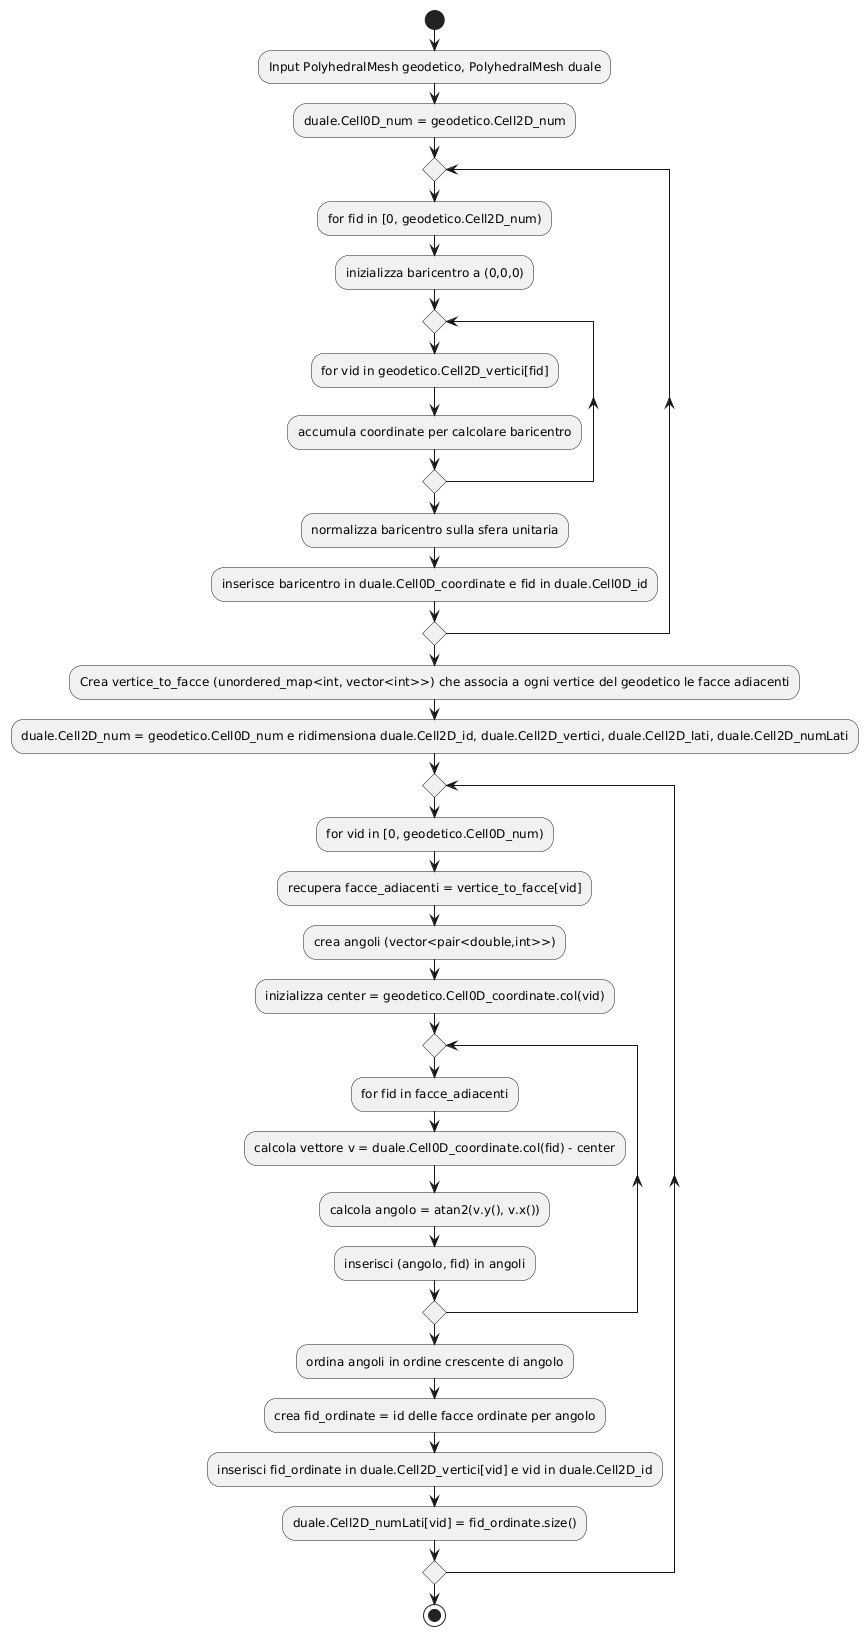 Input PolyhedralMesh geodetico, PolyhedralMesh duale
duale.Cell0D_num = geodetico.Cell2D_num
for fid in [0, geodetico.Cell2D_num)
inizializza baricentro a (0,0,0)
for vid in geodetico.Cell2D_vertici[fid]
accumula coordinate per calcolare baricentro
normalizza baricentro sulla sfera unitaria
inserisce baricentro in duale.Cell0D_coordinate e fid in duale.Cell0D_id
Crea vertice_to_facce (unordered_map<int, vector<int>>) che associa a ogni vertice del geodetico le facce adiacenti
duale.Cell2D_num = geodetico.Cell0D_num e ridimensiona duale.Cell2D_id, duale.Cell2D_vertici, duale.Cell2D_lati, duale.Cell2D_numLati
for vid in [0, geodetico.Cell0D_num)
recupera facce_adiacenti = vertice_to_facce[vid]
crea angoli (vector<pair<double,int>>)
inizializza center = geodetico.Cell0D_coordinate.col(vid)
for fid in facce_adiacenti
calcola vettore v = duale.Cell0D_coordinate.col(fid) - center
calcola angolo = atan2(v.y(), v.x())
inserisci (angolo, fid) in angoli
ordina angoli in ordine crescente di angolo
crea fid_ordinate = id delle facce ordinate per angolo
inserisci fid_ordinate in duale.Cell2D_vertici[vid] e vid in duale.Cell2D_id
duale.Cell2D_numLati[vid] = fid_ordinate.size()